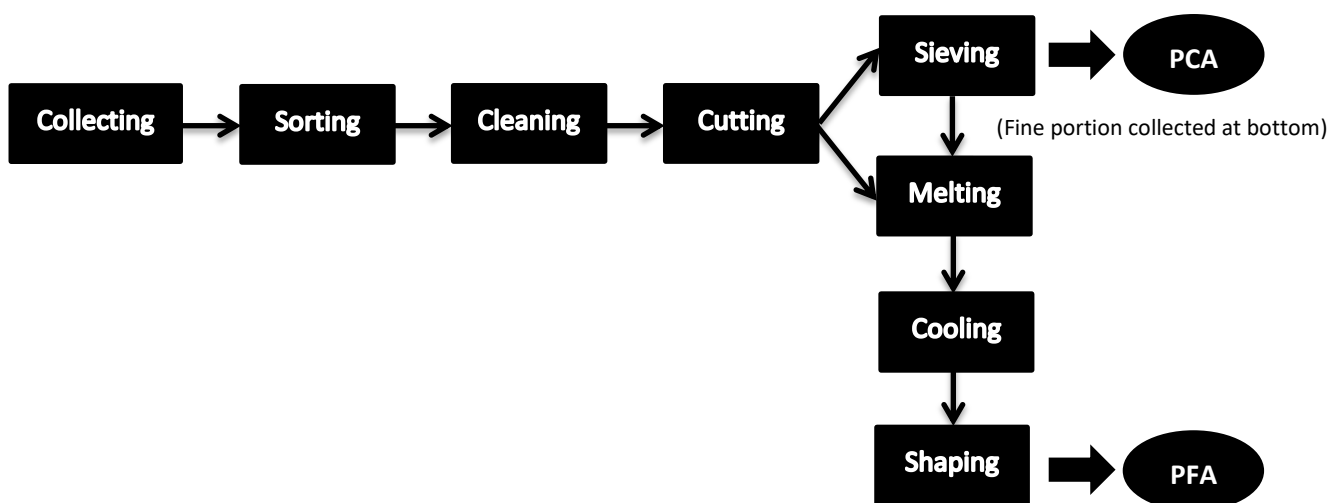 Collecting
Sorting
Cleaning
Cutting
Sieving
PCA
(Fine portion collected at bottom)
Melting
Cooling
Shaping
PFA